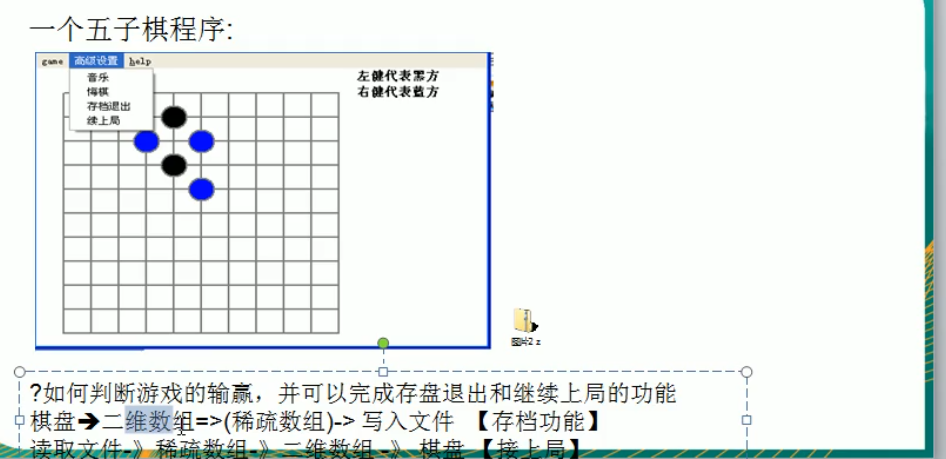 一个五子棋程序:
game 高级设置 help
音乐
悔棋
存档退出
续上局
左健代表黑方
右健代表蓝方
图片2 z
?如何判断游戏的输赢，并可以完成存盘退出和继续上局的功能
棋盘➔二维数组=>(稀疏数组)-> 写入文件 【存档功能】
读取文件-》稀疏数组-》二维数组 -》 棋盘 【接上局】